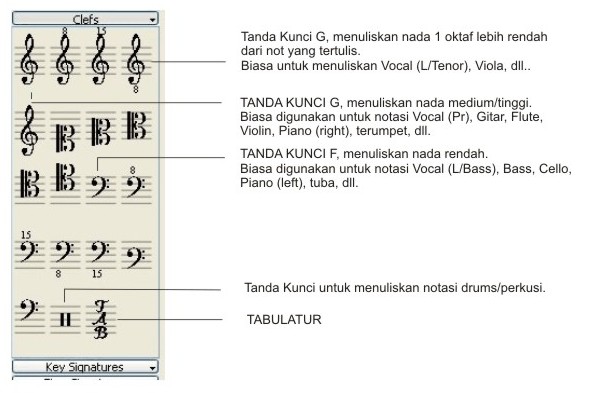 Clefs
8 15
Tanda Kunci G, menuliskan nada 1 oktaf lebih rendah
dari not yang tertulis.
Biasa untuk menuliskan Vocal (L/Tenor), Viola, dll..
8
TANDA KUNCI G, menuliskan nada medium/tinggi.
Biasa digunakan untuk notasi Vocal (Pr), Gitar, Flute,
Violin, Piano (right), terumpet, dll.
TANDA KUNCI F, menuliskan nada rendah.
Biasa digunakan untuk notasi Vocal (L/Bass), Bass, Cello,
Piano (left), tuba, dll.
8
15
8 15
Tanda Kunci untuk menuliskan notasi drums/perkusi.
TAB
TABULATUR
Key Signatures